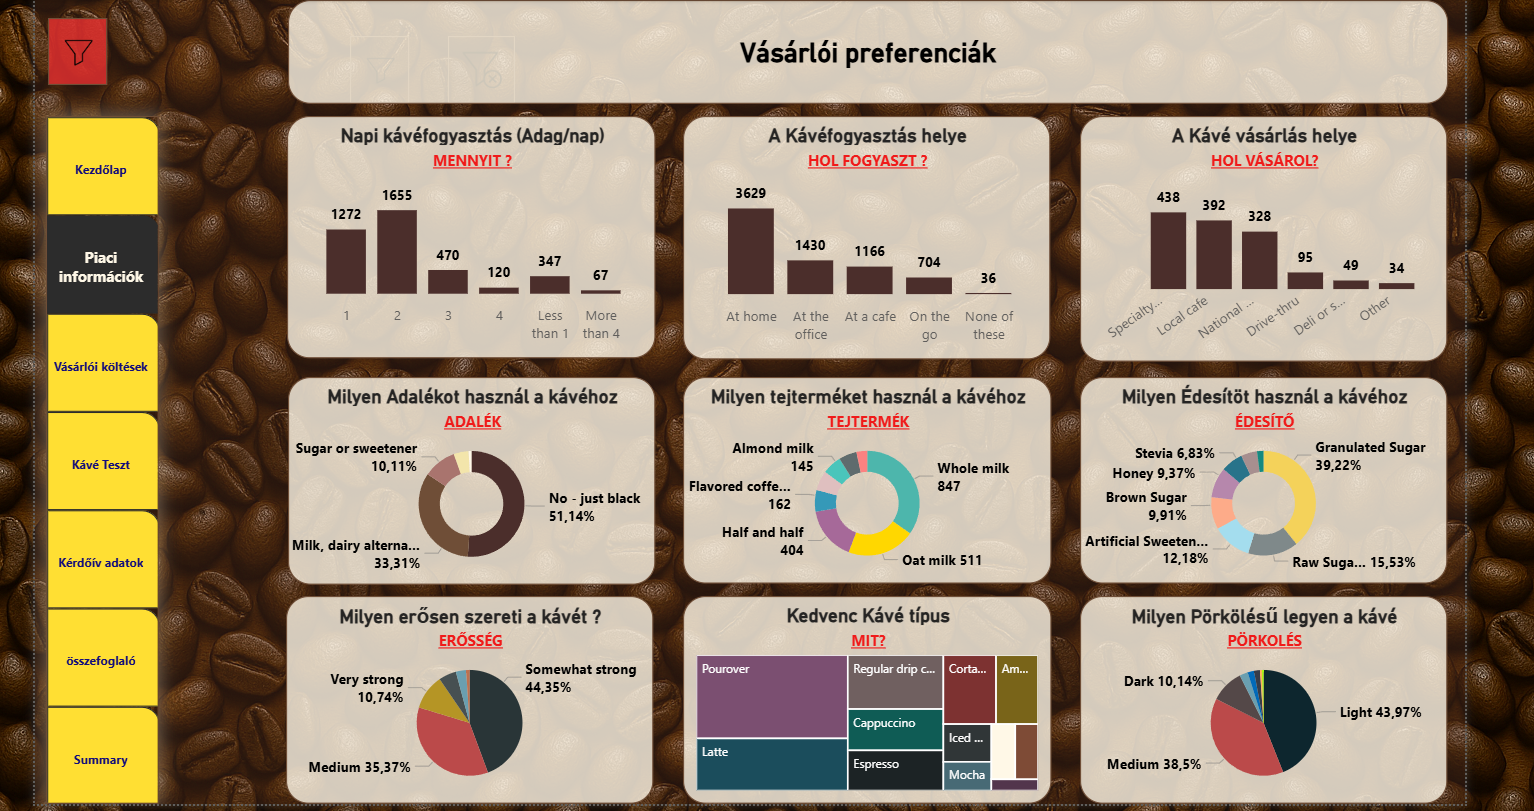 Vásárlói preferenciák
Kezdőlap
Piaci
információk
Vásárlói költések
Kávé Teszt
Kérdőív adatok
összefoglaló
Summary
Napi kávéfogyasztás (Adag/nap)
MENNYIT ?
1272
1655
470
120
347
67
1
2
3
4
Less
than 1
More
than 4
A Kávéfogyasztás helye
HOL FOGYASZT ?
3629
1430
1166
704
36
At home
At the
office
At a cafe
On the
go
None of
these
A Kávé vásárlás helye
HOL VÁSÁROL?
438
392
328
95
49
34
Specialty...
Local cafe
National ...
Drive-thru
Deli or s...
Other
Milyen Adalékot használ a kávéhoz
ADALÉK
Sugar or sweetener
10,11%
No - just black
51,14%
Milk, dairy alterna...
33,31%
Milyen tejterméket használ a kávéhoz
TEJTERMÉK
Almond milk
145
Whole milk
847
Flavored coffe...
162
Half and half
404
Oat milk 511
Milyen Édesítöt használ a kávéhoz
ÉDESÍTŐ
Stevia 6,83%
Granulated Sugar
39,22%
Honey 9,37%
Brown Sugar
9,91%
Artificial Sweeten...
12,18%
Raw Suga... 15,53%
Milyen erősen szereti a kávét ?
ERŐSSÉG
Very strong
10,74%
Somewhat strong
44,35%
Medium 35,37%
Kedvenc Kávé típus
MIT?
Pourover
Latte
Regular drip c...
Cappuccino
Espresso
Corta...
Am...
Iced ...
Mocha
Milyen Pörkölésű legyen a kávé
PÖRKOLÉS
Dark 10,14%
Light 43,97%
Medium 38,5%